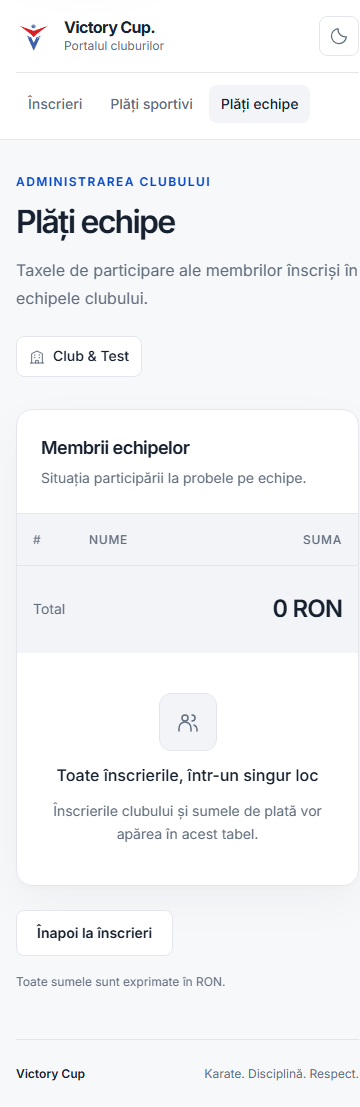 Victory Cup.
Portalul cluburilor
Înscrieri Plăți sportivi Plăți echipe
ADMINISTRAREA CLUBULUI
Plăți echipe
Taxele de participare ale membrilor înscriși în
echipele clubului.
Club & Test
Membrii echipelor
Situația participării la probele pe echipe.
# NUME SUMA
Total 0 RON
Toate înscrierile, într-un singur loc
Înscrierile clubului și sumele de plată vor
apărea în acest tabel.
Înapoi la înscrieri
Toate sumele sunt exprimate în RON.
Victory Cup Karate. Disciplină. Respect.